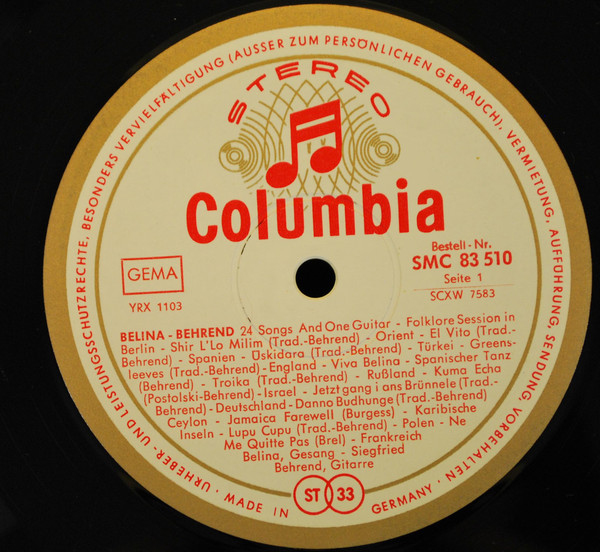 URHEBER- UND LEISTUNGSSCHUTZRECHTE, BESONDERS VERVIELFÄLTIGUNG (AUSSER ZUM PERSÖNLICHEN GEBRAUCH), VERMIETUNG, AUFFÜHRUNG, SENDUNG, VORBEHALTEN ·
STEREO
Columbia
GEMA
YRX 1103
Bestell-Nr.
SMC 83 510
Seite 1
SCXW 7583
BELINA - BEHREND 24 Songs And One Guitar - Folklore Session in
Berlin - Shir L'Lo Milim (Trad.-Behrend) - Orient - El Vito (Trad.-
Behrend) - Spanien - Uskidara (Trad.-Behrend) - Türkei - Greens-
leeves (Trad.-Behrend) - England - Viva Belina - Spanischer Tanz
(Behrend) - Troika (Trad.-Behrend) - Rußland - Kuma Echa
(Postolski-Behrend) - Israel - Jetzt gang i ans Brünnele (Trad.-
Behrend) - Deutschland - Danno Budhunge (Trad.-Behrend)
Ceylon - Jamaica Farewell (Burgess) - Karibische
Inseln - Lupu Cupu (Trad.-Behrend) - Polen - Ne
Me Quitte Pas (Brel) - Frankreich
Belina, Gesang - Siegfried
Behrend, Gitarre
· MADE IN
ST 33
GERMANY ·